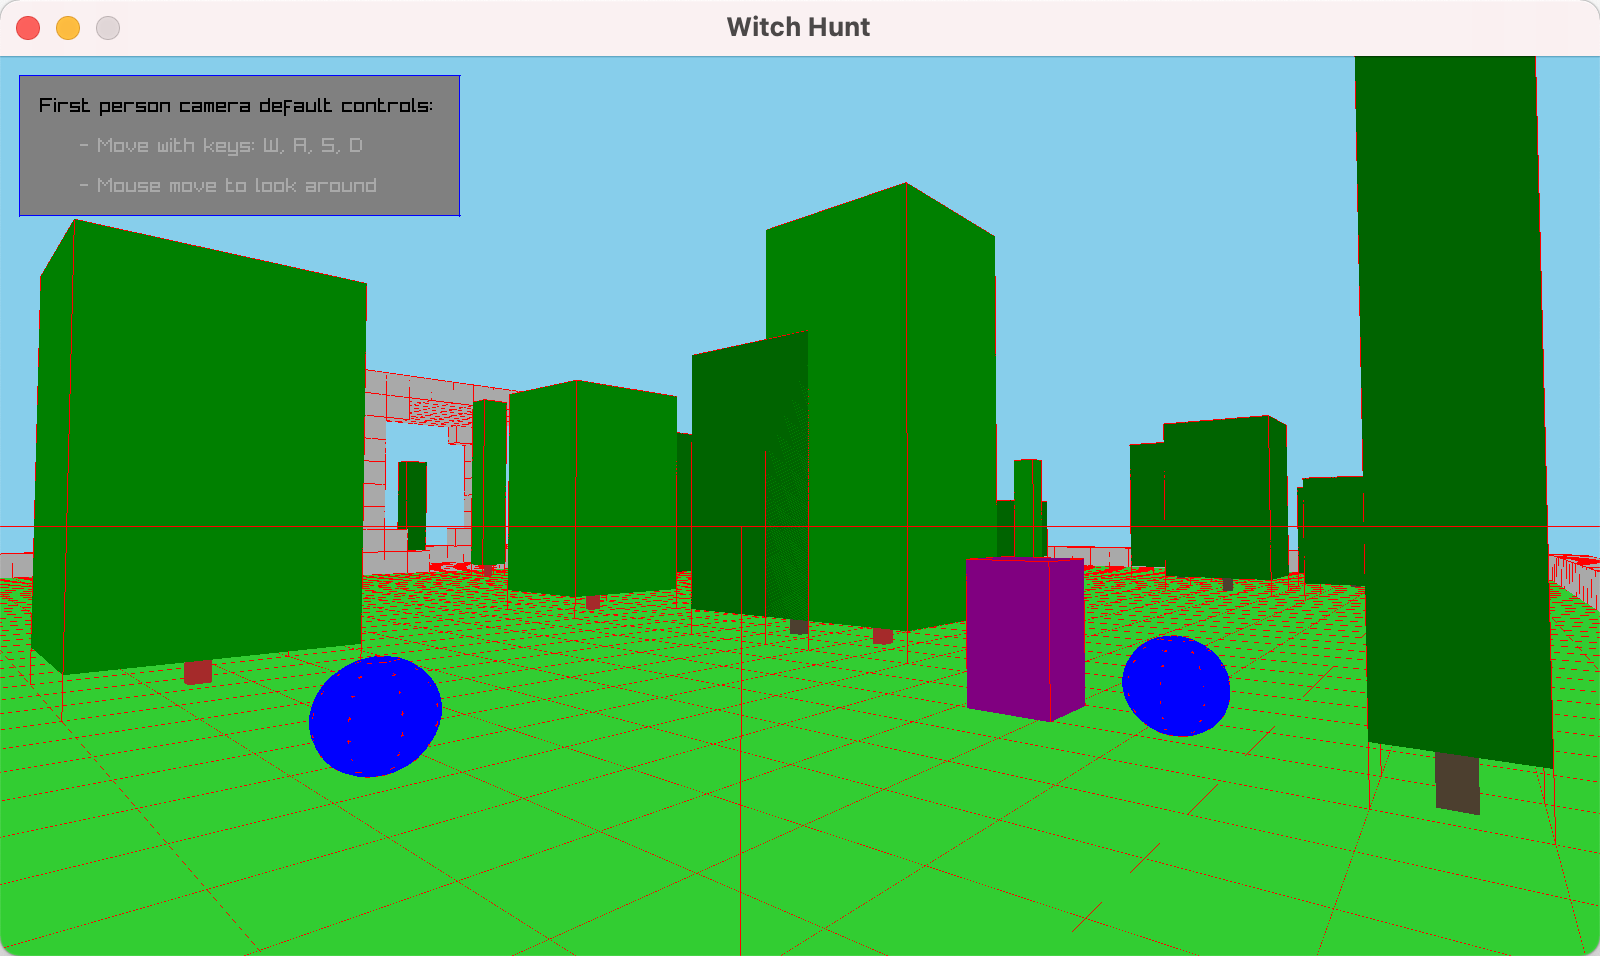 Witch Hunt
First person camera default controls:
- Move with keys: W, A, S, D
- Mouse move to look around